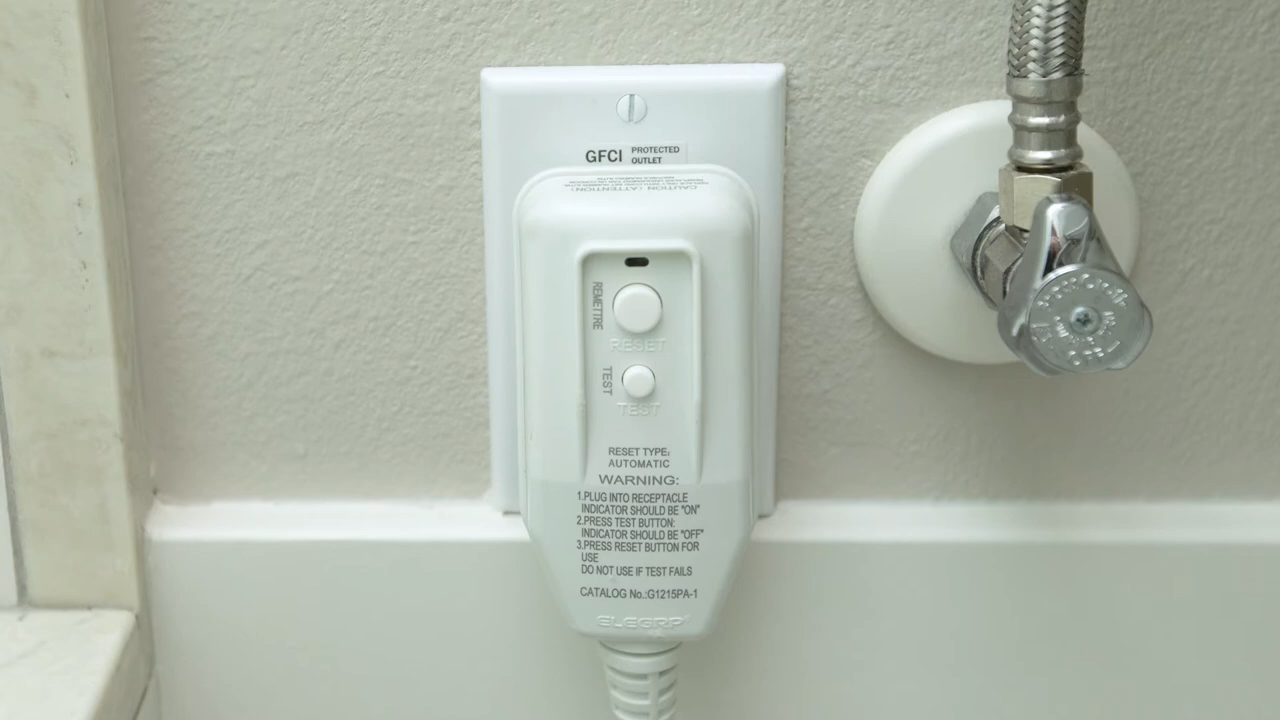 GFCI PROTECTED
OUTLET
CAUTION (ATTENTION)
REMETTRE
RESET
TEST
TEST
RESET TYPE:
AUTOMATIC
WARNING:
1.PLUG INTO RECEPTACLE
INDICATOR SHOULD BE "ON"
2.PRESS TEST BUTTON:
INDICATOR SHOULD BE "OFF"
3.PRESS RESET BUTTON FOR
USE
DO NOT USE IF TEST FAILS
CATALOG No.:G1215PA-1
ELEGRP